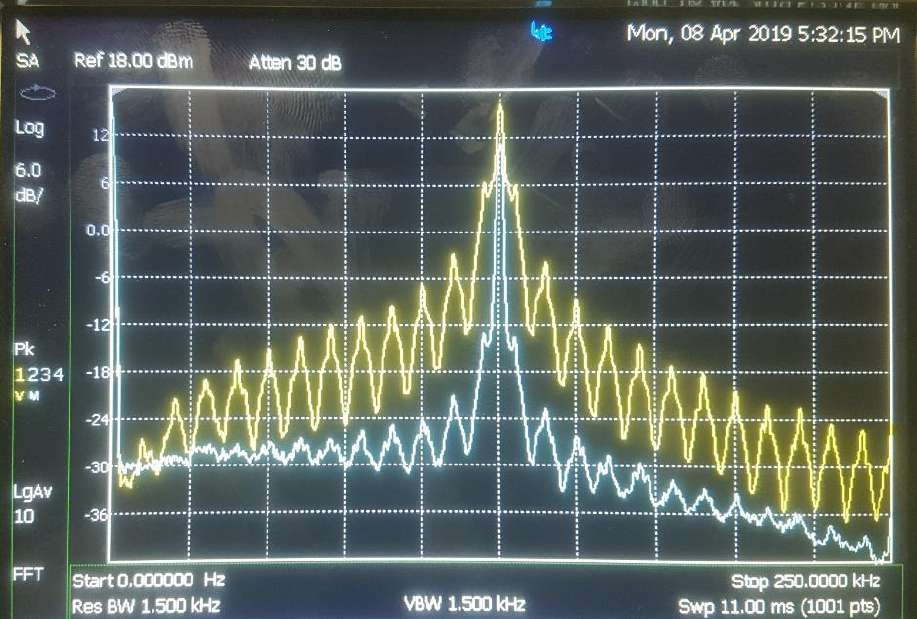 Mon, 08 Apr 2019 5:32:15 PM
SA
Ref 18.00 dBm
Atten 30 dB
Log
6.0
dB/
12
6
0.0
-6
-12
-18
-24
-30
-36
Pk
1234
V M
LgAv
10
FFT
Start 0.000000 Hz
Stop 250.0000 kHz
Res BW 1.500 kHz
VBW 1.500 kHz
Swp 11.00 ms (1001 pts)